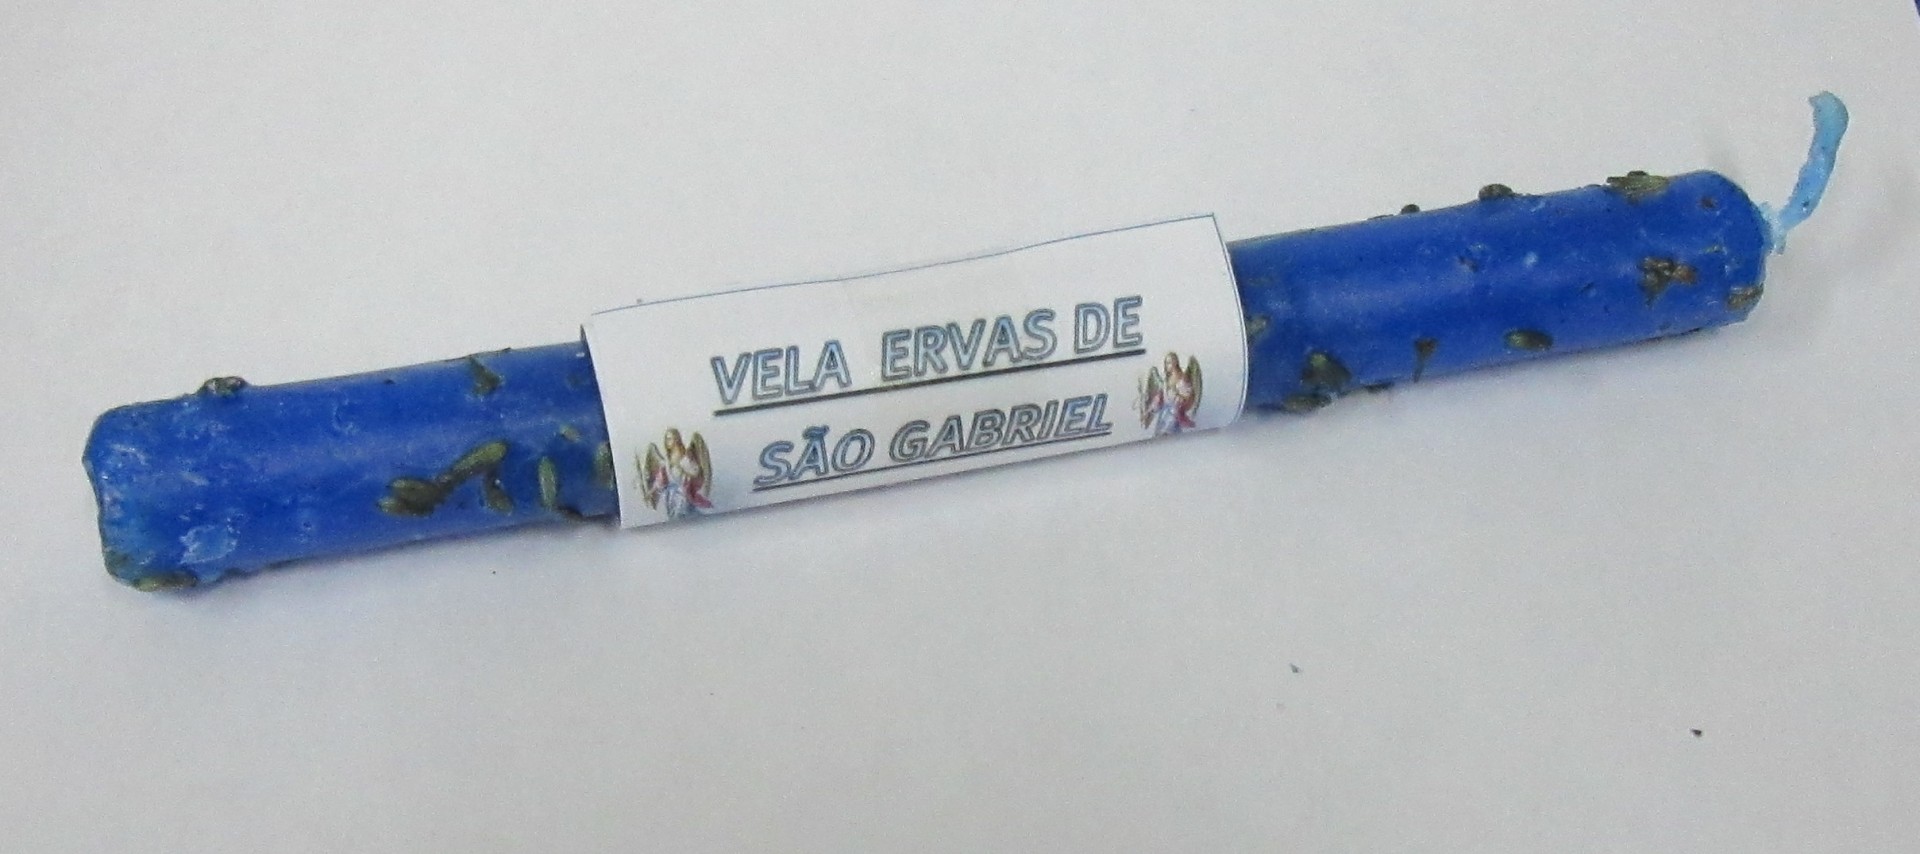 VELA ERVAS DE
SÃO GABRIEL